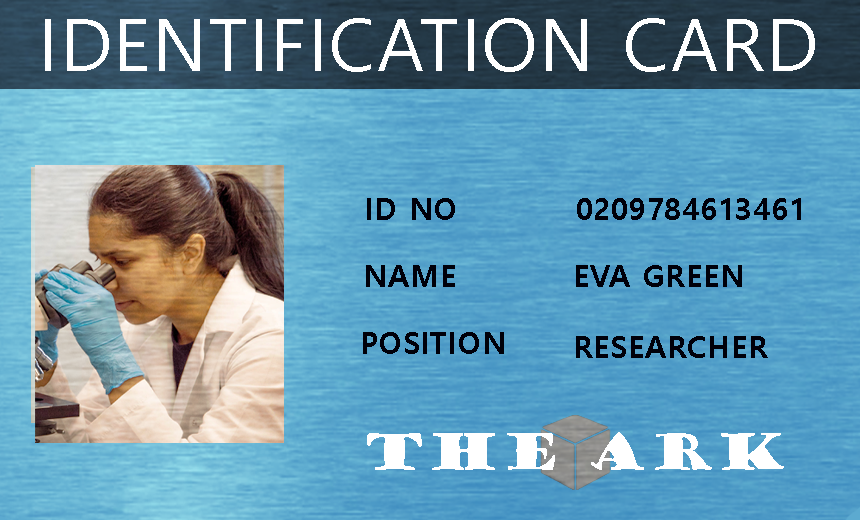 IDENTIFICATION CARD
ID NO 0209784613461
NAME EVA GREEN
POSITION RESEARCHER
THE ARK